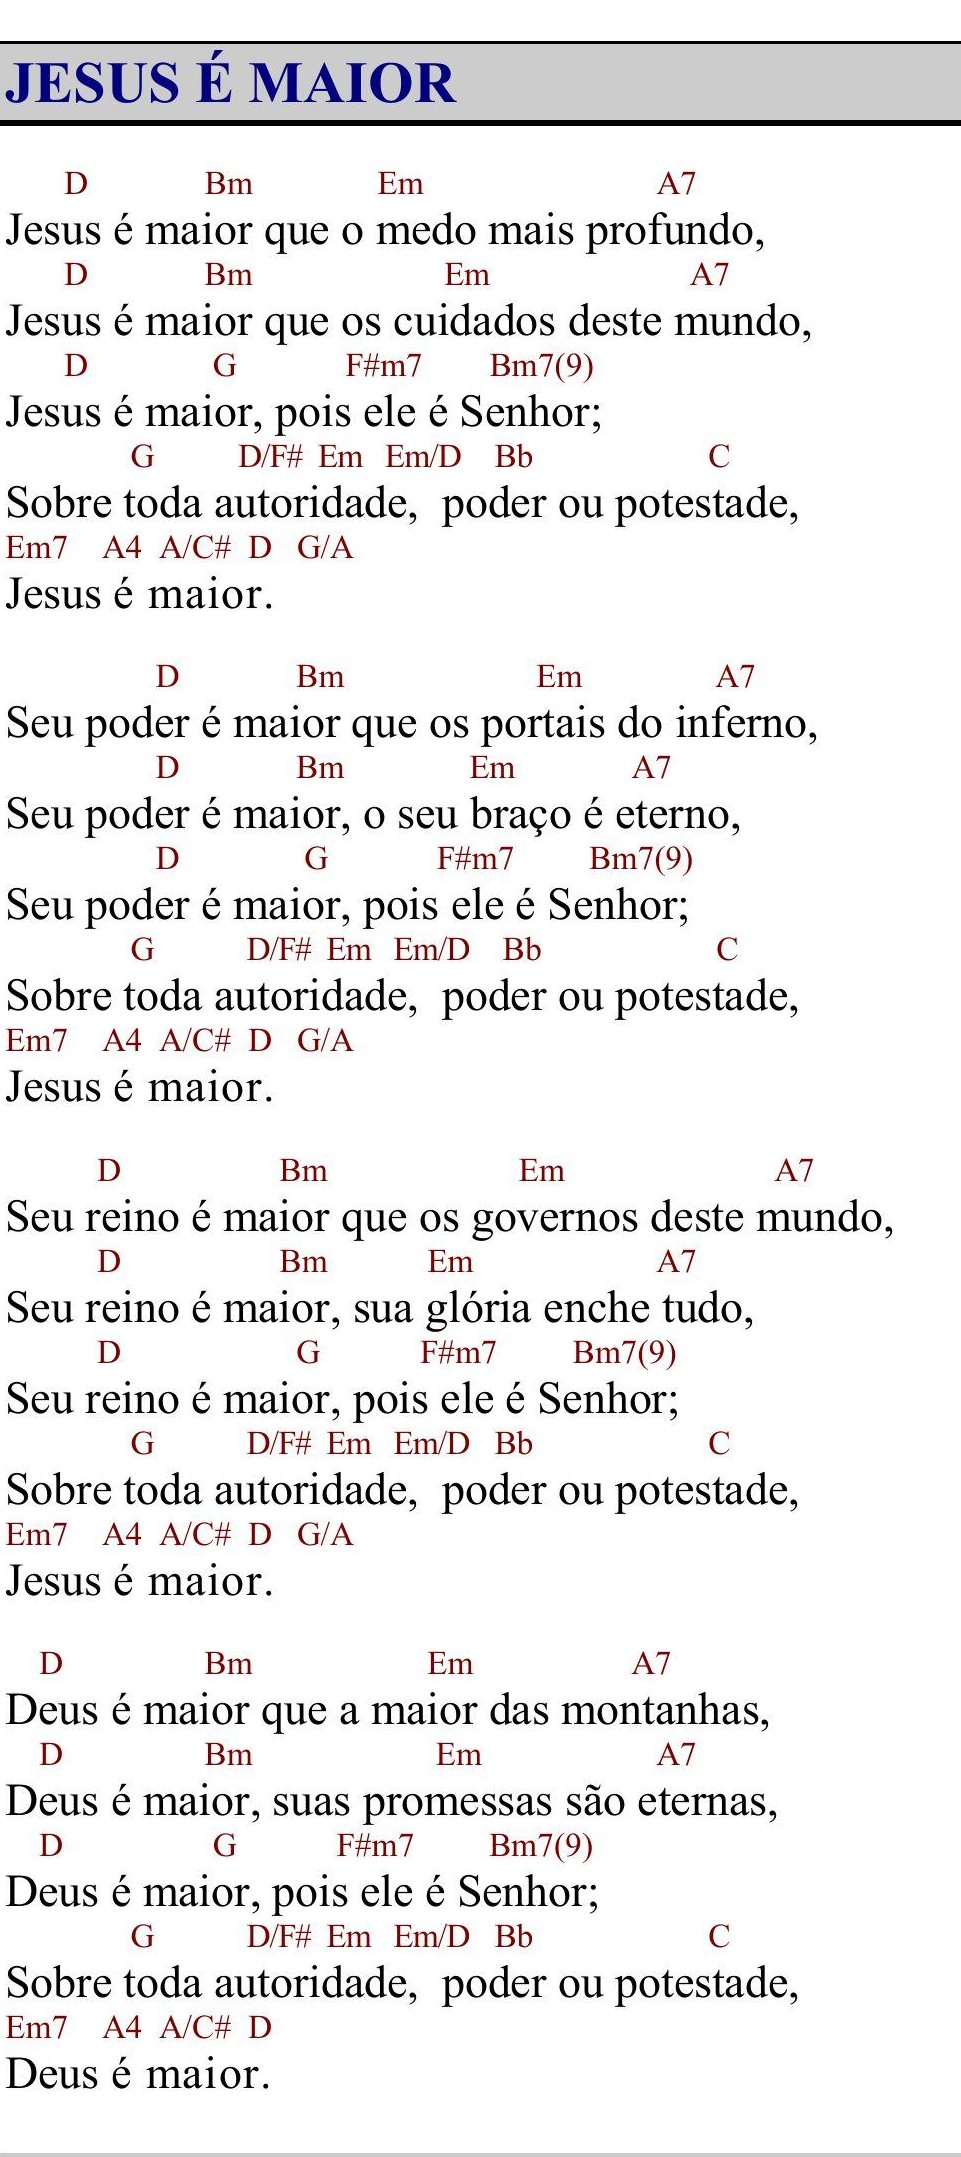 JESUS É MAIOR
D Bm Em A7
Jesus é maior que o medo mais profundo,
D Bm Em A7
Jesus é maior que os cuidados deste mundo,
D G F#m7 Bm7(9)
Jesus é maior, pois ele é Senhor;
G D/F# Em Em/D Bb C
Sobre toda autoridade, poder ou potestade,
Em7 A4 A/C# D G/A
Jesus é maior.
D Bm Em A7
Seu poder é maior que os portais do inferno,
D Bm Em A7
Seu poder é maior, o seu braço é eterno,
D G F#m7 Bm7(9)
Seu poder é maior, pois ele é Senhor;
G D/F# Em Em/D Bb C
Sobre toda autoridade, poder ou potestade,
Em7 A4 A/C# D G/A
Jesus é maior.
D Bm Em A7
Seu reino é maior que os governos deste mundo,
D Bm Em A7
Seu reino é maior, sua glória enche tudo,
D G F#m7 Bm7(9)
Seu reino é maior, pois ele é Senhor;
G D/F# Em Em/D Bb C
Sobre toda autoridade, poder ou potestade,
Em7 A4 A/C# D G/A
Jesus é maior.
D Bm Em A7
Deus é maior que a maior das montanhas,
D Bm Em A7
Deus é maior, suas promessas são eternas,
D G F#m7 Bm7(9)
Deus é maior, pois ele é Senhor;
G D/F# Em Em/D Bb C
Sobre toda autoridade, poder ou potestade,
Em7 A4 A/C# D
Deus é maior.